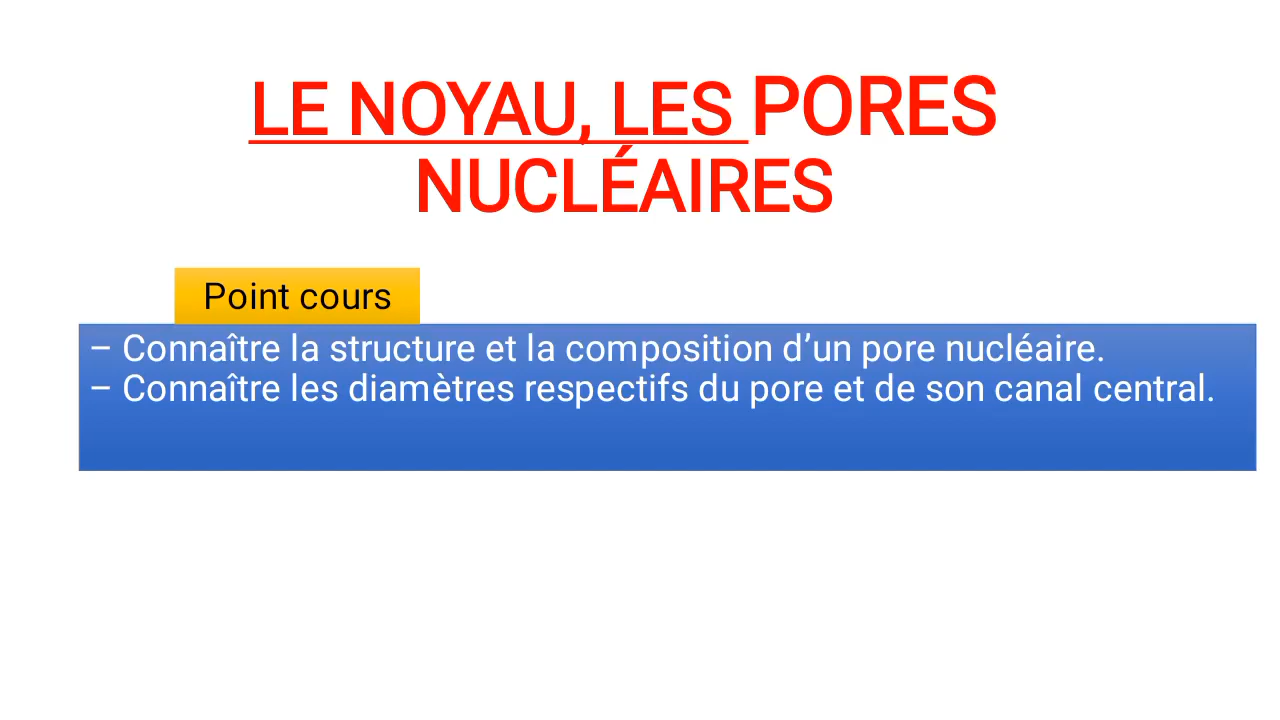 LE NOYAU, LES PORES
NUCLÉAIRES
Point cours
– Connaître la structure et la composition d’un pore nucléaire.
– Connaître les diamètres respectifs du pore et de son canal central.